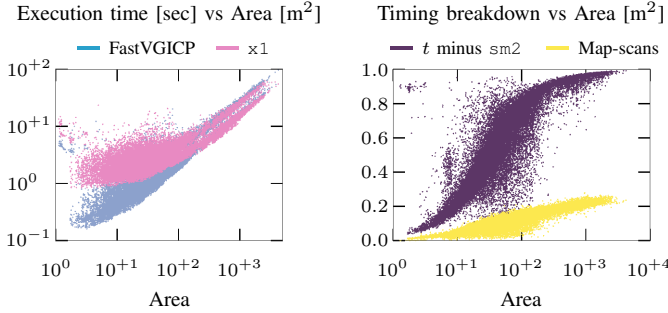 Execution time [sec] vs Area [m²]
FastVGICP x1
10⁺²
10⁺¹
10⁰
10⁻¹
10⁰ 10⁺¹ 10⁺² 10⁺³
Area
Timing breakdown vs Area [m²]
t minus sm2 Map-scans
1.0
0.8
0.6
0.4
0.2
0.0
10⁰ 10⁺¹ 10⁺² 10⁺³ 10⁺⁴
Area